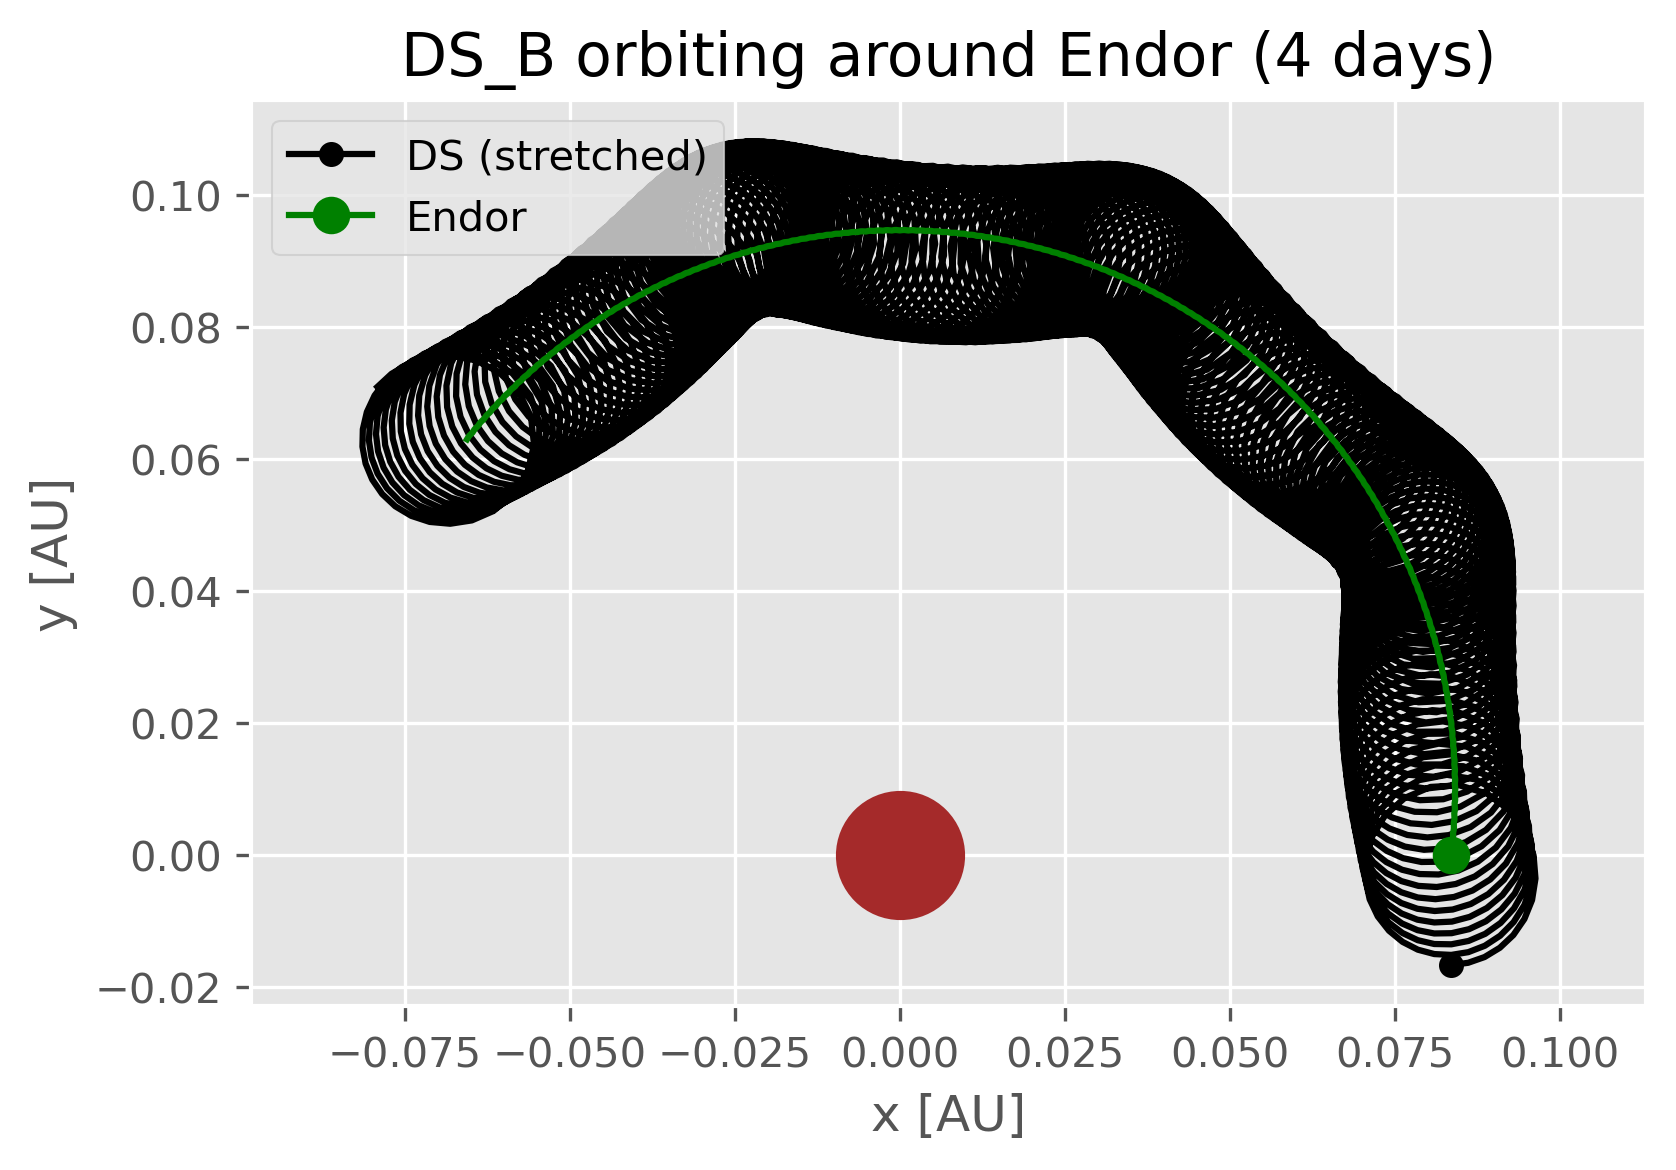 DS_B orbiting around Endor (4 days)
DS (stretched)
Endor
0.10
0.08
0.06
0.04
0.02
0.00
−0.02
y [AU]
−0.075 −0.050 −0.025 0.000 0.025 0.050 0.075 0.100
x [AU]